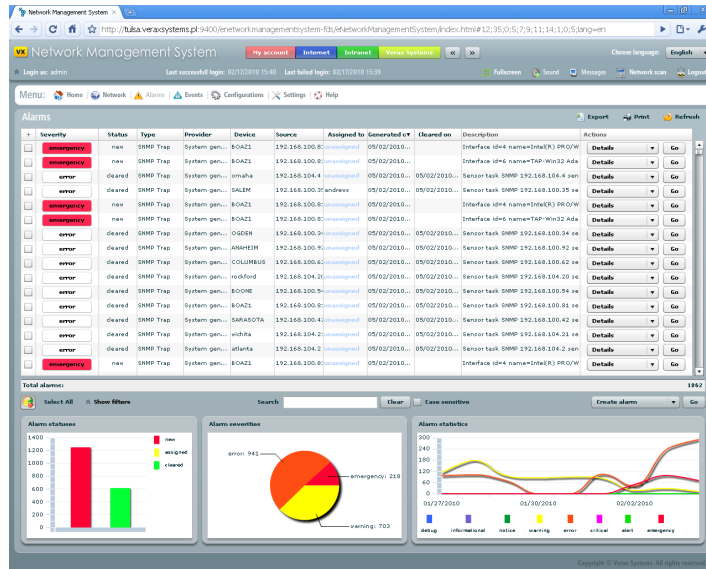 Network Management System
http://tulsa.veraxsystems.pl:9400/enetworkmanagementsystem-fds/eNetworkManagementSystem/index.html#12;35;0;5;7;9;11;14;1;0;5;lang=en
VX Network Management System My account Internet Intranet Verax Systems « » Choose language: English
Login as: admin Last successfull login: 02/17/2010 15:40 Last failed login: 02/17/2010 15:39 Fullscreen Sound Messages Network scan Logout
Menu: Home Network Alarms Events Configurations Settings Help
Alarms Export Print Refresh
+ Severity Status Type Provider Device Source Assigned to Generated o Cleared on Description Actions
emergency new SNMP Trap System gen... BOAZ1 192.168.100.8 unassigned 05/02/2010... Interface id=4 name=Intel(R) PRO/W Details Go
emergency new SNMP Trap System gen... BOAZ1 192.168.100.8 unassigned 05/02/2010... Interface id=6 name=TAP-Win32 Ada Details Go
error cleared SNMP Trap System gen... omaha 192.168.104.4 unassigned 05/02/2010... 05/02/2010... Sensor task SNMP 192.168.104.4 sen Details Go
error cleared SNMP Trap System gen... SALEM 192.168.100.35 andrews 05/02/2010... 05/02/2010... Sensor task SNMP 192.168.100.35 se Details Go
emergency new SNMP Trap System gen... BOAZ1 192.168.100.8 unassigned 05/02/2010... Interface id=4 name=Intel(R) PRO/W Details Go
emergency new SNMP Trap System gen... BOAZ1 192.168.100.8 unassigned 05/02/2010... Interface id=6 name=TAP-Win32 Ada Details Go
error cleared SNMP Trap System gen... OGDEN 192.168.100.34 unassigned 05/02/2010... 05/02/2010... Sensor task SNMP 192.168.100.34 se Details Go
error cleared SNMP Trap System gen... ANAHEIM 192.168.100.9 unassigned 05/02/2010... 05/02/2010... Sensor task SNMP 192.168.100.92 se Details Go
error cleared SNMP Trap System gen... COLUMBUS 192.168.100.6 unassigned 05/02/2010... 05/02/2010... Sensor task SNMP 192.168.100.62 se Details Go
error cleared SNMP Trap System gen... rockford 192.168.104.20 unassigned 05/02/2010... 05/02/2010... Sensor task SNMP 192.168.104.20 se Details Go
error cleared SNMP Trap System gen... BOONE 192.168.100.5 unassigned 05/02/2010... 05/02/2010... Sensor task SNMP 192.168.100.54 se Details Go
error cleared SNMP Trap System gen... BOAZ1 192.168.100.8 unassigned 05/02/2010... 05/02/2010... Sensor task SNMP 192.168.100.81 se Details Go
error cleared SNMP Trap System gen... SARASOTA 192.168.100.4 unassigned 05/02/2010... 05/02/2010... Sensor task SNMP 192.168.100.42 se Details Go
error cleared SNMP Trap System gen... wichita 192.168.104.2 unassigned 05/02/2010... 05/02/2010... Sensor task SNMP 192.168.104.21 se Details Go
error cleared SNMP Trap System gen... atlanta 192.168.104.2 unassigned 05/02/2010... 05/02/2010... Sensor task SNMP 192.168.104.2 sen Details Go
emergency new SNMP Trap System gen... BOAZ1 192.168.100.8 unassigned 05/02/2010... Interface id=4 name=Intel(R) PRO/W Details Go
Total alarms: 1862
Select All Show filters Search Clear Case sensitive Create alarm Go
Alarm statuses
1400
1200
1000
800
600
400
200
0
new
assigned
cleared
Alarm severities
error: 941
emergency: 218
warning: 703
Alarm statistics
300
240
180
120
60
0
01/27/2010 01/30/2010 02/02/2010
debug informational notice warning error critical alert emergency
Copyright © Verax Systems. All rights reserved